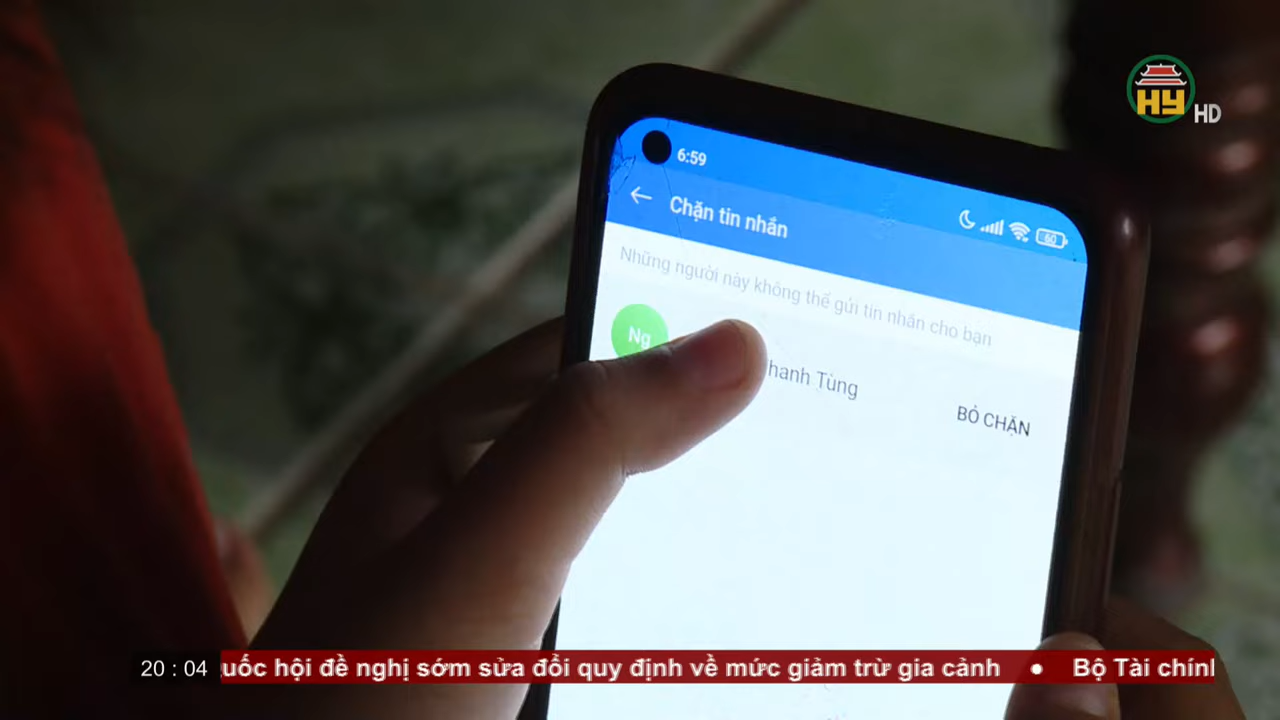 HY HD
6:59
60
Chặn tin nhắn
Những người này không thể gửi tin nhắn cho bạn
Ng
hanh Tùng
BỎ CHẶN
20 : 04 uốc hội đề nghị sớm sửa đổi quy định về mức giảm trừ gia cảnh • Bộ Tài chính